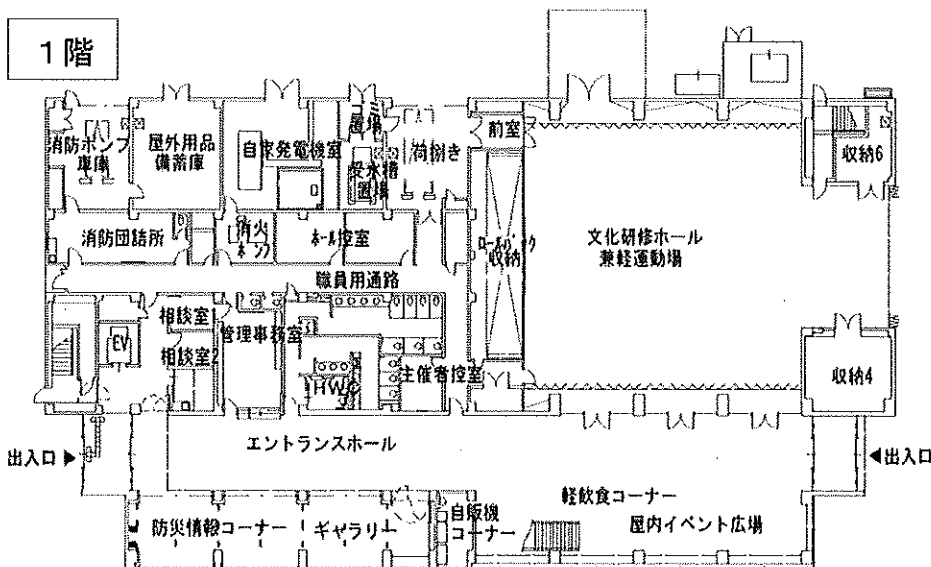 1階
消防ポンプ
車庫
屋外用品
備蓄庫
自家発電機室
置場
受水槽
置場
荷捌き
前室
収納6
消防団詰所
消火
ポンプ
ホール控室
ロールバック
収納
文化研修ホール
兼軽運動場
職員用通路
相談室1
EV
相談室2
管理事務室
HWC
主催者控室
収納4
エントランスホール
出入口
出入口
軽飲食コーナー
防災情報コーナー
ギャラリー
自販機
コーナー
屋内イベント広場